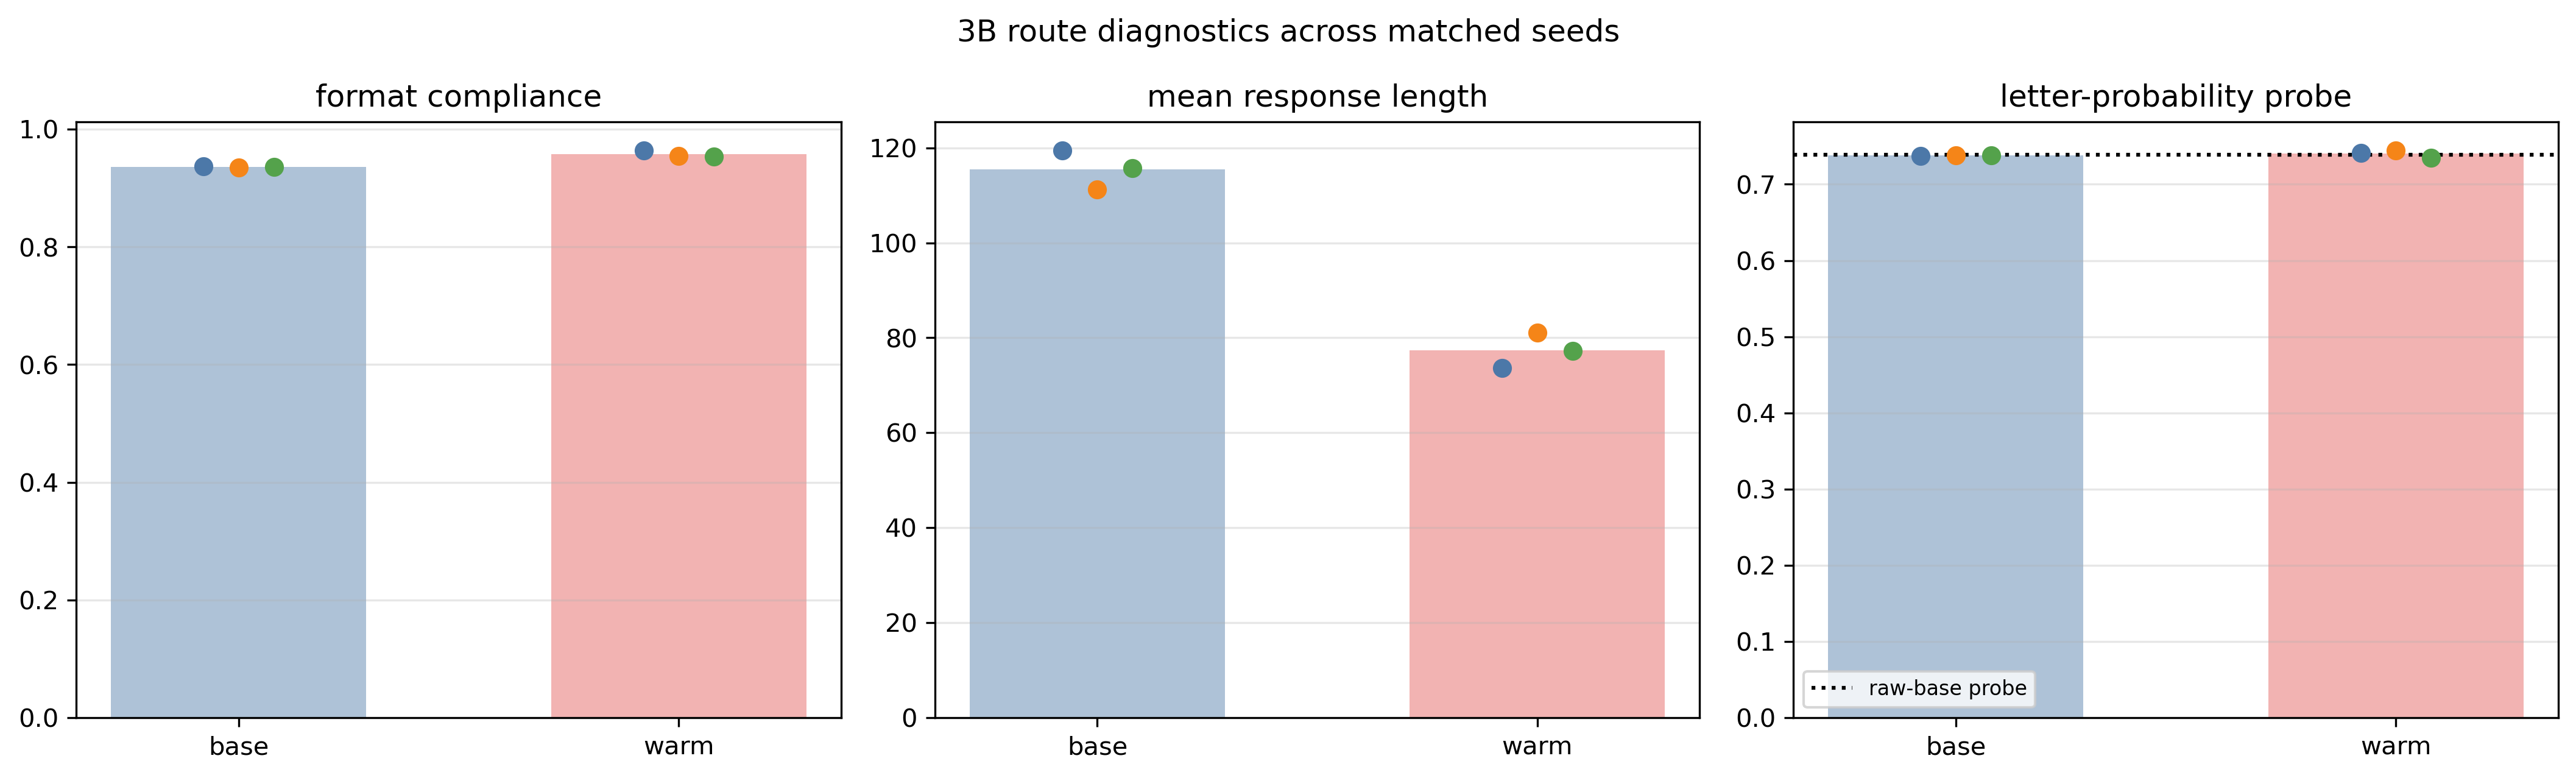 3B route diagnostics across matched seeds
format compliance
1.0
0.8
0.6
0.4
0.2
0.0
base warm
mean response length
120
100
80
60
40
20
0
base warm
letter-probability probe
0.7
0.6
0.5
0.4
0.3
0.2
0.1
0.0
raw-base probe
base warm